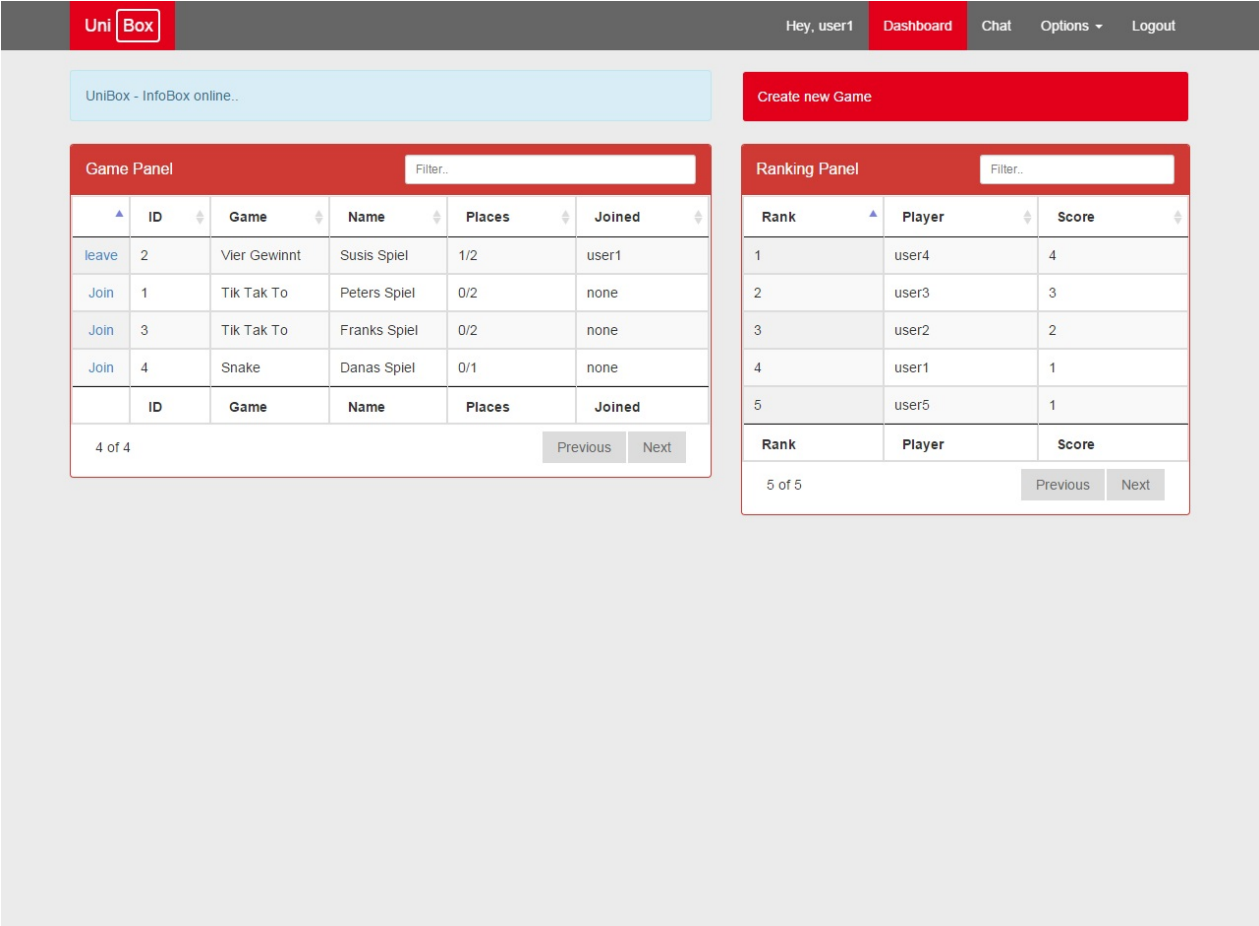 Uni Box Hey, user1 Dashboard Chat Options Logout
UniBox - InfoBox online..
Create new Game
Game Panel Filter..
ID Game Name Places Joined
leave 2 Vier Gewinnt Susis Spiel 1/2 user1
Join 1 Tik Tak To Peters Spiel 0/2 none
Join 3 Tik Tak To Franks Spiel 0/2 none
Join 4 Snake Danas Spiel 0/1 none
ID Game Name Places Joined
4 of 4 Previous Next
Ranking Panel Filter..
Rank Player Score
1 user4 4
2 user3 3
3 user2 2
4 user1 1
5 user5 1
Rank Player Score
5 of 5 Previous Next